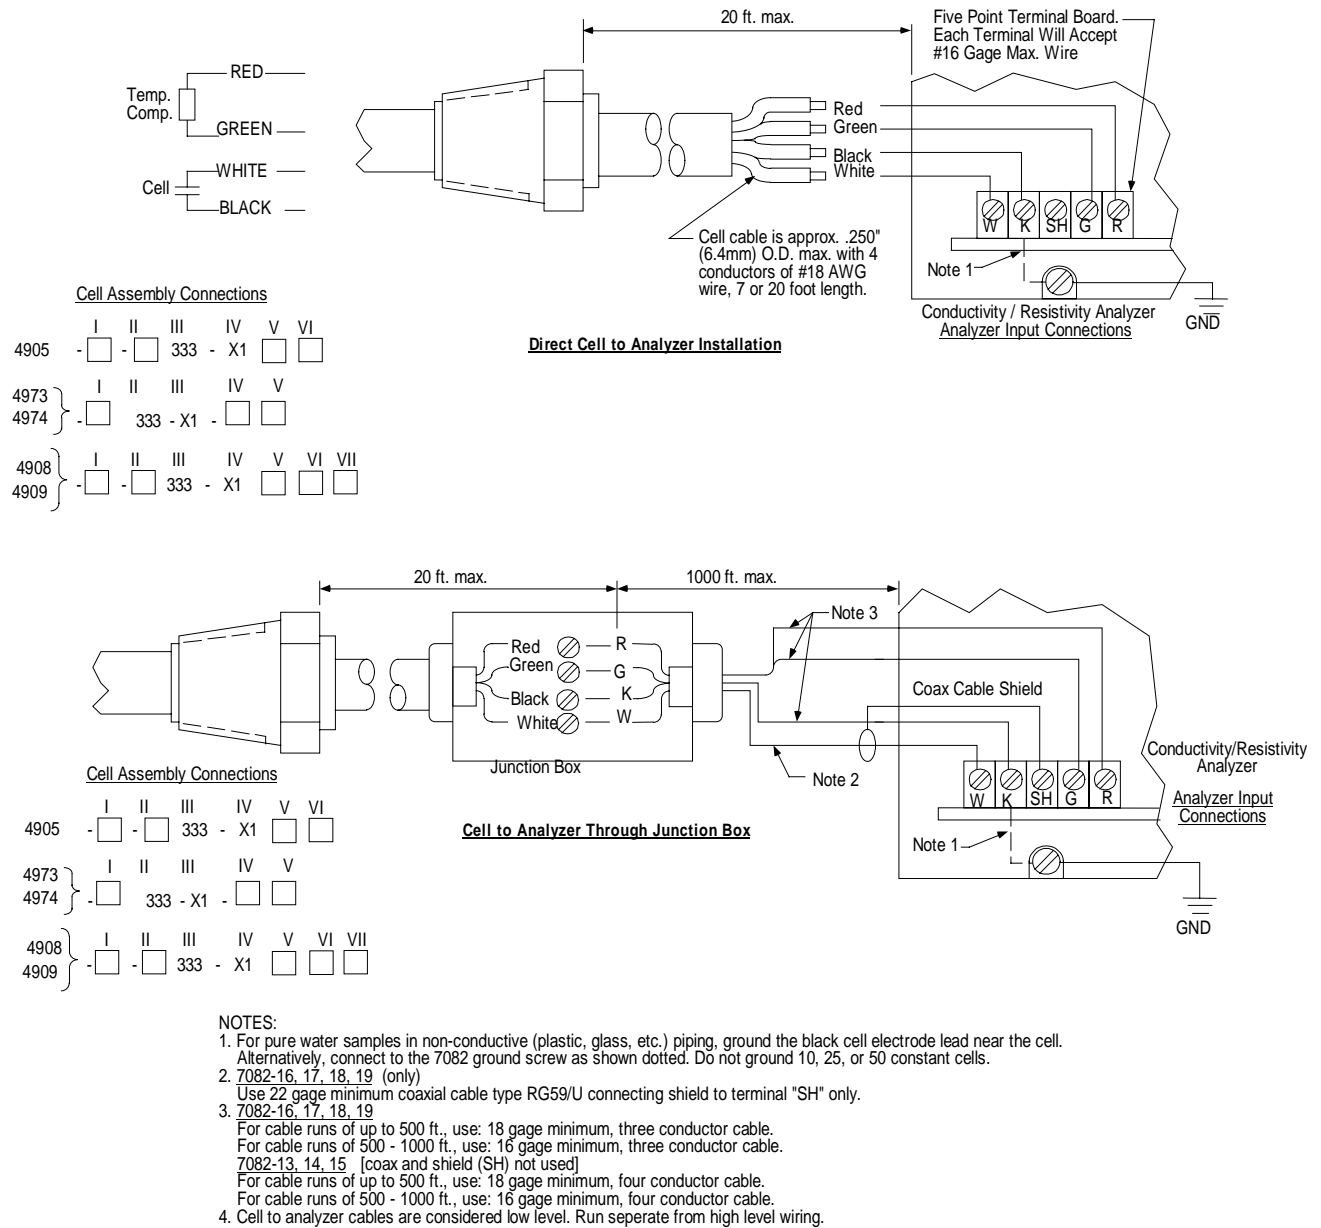 20 ft. max.
Five Point Terminal Board.
Each Terminal Will Accept
#16 Gage Max. Wire
RED
Temp.
Comp.
GREEN
WHITE
Cell
BLACK
Red
Green
Black
White
W K SH G R
Cell cable is approx. .250"
(6.4mm) O.D. max. with 4
conductors of #18 AWG
wire, 7 or 20 foot length.
Note 1
GND
Conductivity / Resistivity Analyzer
Analyzer Input Connections
Direct Cell to Analyzer Installation
Cell Assembly Connections
I II III IV V VI
4905 - - 333 - X1
I II III IV V
4973
4974
- 333 - X1 -
I II III IV V VI VII
4908
4909
- - 333 - X1
20 ft. max.
1000 ft. max.
Note 3
Red R
Green G
Black K
White W
Junction Box
Coax Cable Shield
Note 2
W K SH G R
Conductivity/Resistivity
Analyzer
Analyzer Input
Connections
Note 1
GND
Cell to Analyzer Through Junction Box
Cell Assembly Connections
I II III IV V VI
4905 - - 333 - X1
I II III IV V
4973
4974
- 333 - X1 -
I II III IV V VI VII
4908
4909
- - 333 - X1
NOTES:
1. For pure water samples in non-conductive (plastic, glass, etc.) piping, ground the black cell electrode lead near the cell.
Alternatively, connect to the 7082 ground screw as shown dotted. Do not ground 10, 25, or 50 constant cells.
2. 7082-16, 17, 18, 19 (only)
Use 22 gage minimum coaxial cable type RG59/U connecting shield to terminal "SH" only.
3. 7082-16, 17, 18, 19
For cable runs of up to 500 ft., use: 18 gage minimum, three conductor cable.
For cable runs of 500 - 1000 ft., use: 16 gage minimum, three conductor cable.
7082-13, 14, 15 [coax and shield (SH) not used]
For cable runs of up to 500 ft., use: 18 gage minimum, four conductor cable.
For cable runs of 500 - 1000 ft., use: 16 gage minimum, four conductor cable.
4. Cell to analyzer cables are considered low level. Run seperate from high level wiring.